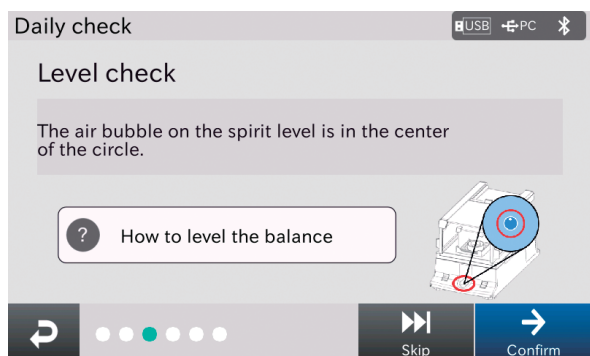 Daily check
USB PC
Level check
The air bubble on the spirit level is in the center
of the circle.
? How to level the balance
Skip
Confirm